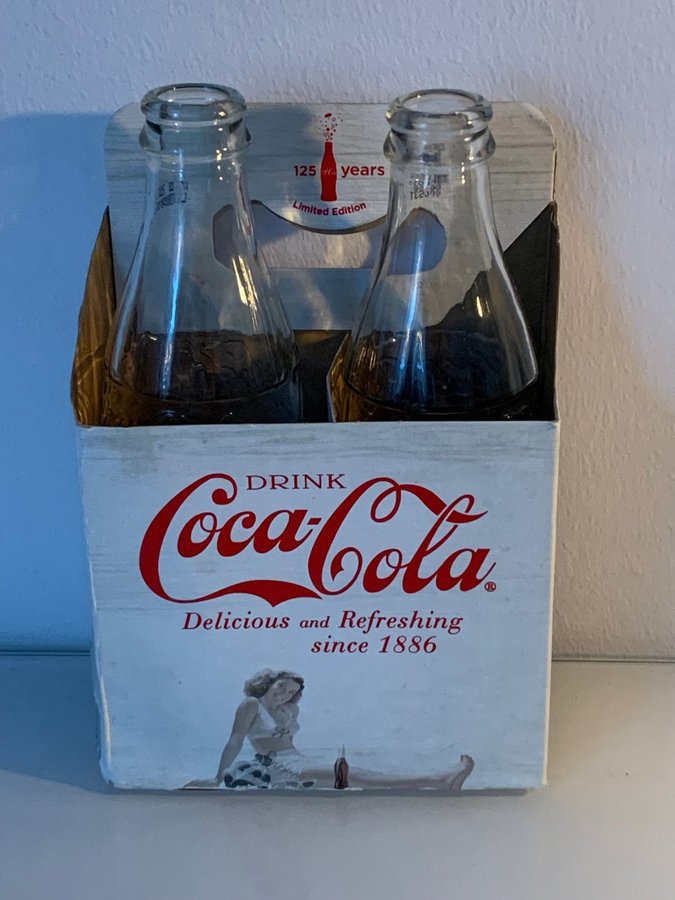 125 years
Limited Edition
DRINK
Coca-Cola®
Delicious and Refreshing
since 1886